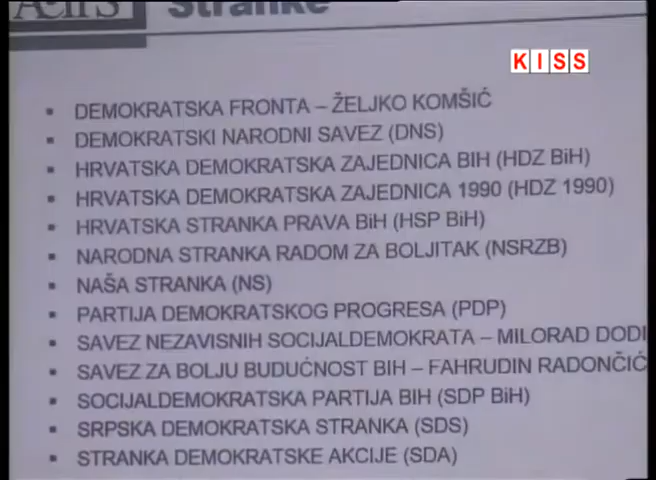 Stranke
KISS
▪ DEMOKRATSKA FRONTA – ŽELJKO KOMŠIĆ
▪ DEMOKRATSKI NARODNI SAVEZ (DNS)
▪ HRVATSKA DEMOKRATSKA ZAJEDNICA BIH (HDZ BiH)
▪ HRVATSKA DEMOKRATSKA ZAJEDNICA 1990 (HDZ 1990)
▪ HRVATSKA STRANKA PRAVA BiH (HSP BiH)
▪ NARODNA STRANKA RADOM ZA BOLJITAK (NSRZB)
▪ NAŠA STRANKA (NS)
▪ PARTIJA DEMOKRATSKOG PROGRESA (PDP)
▪ SAVEZ NEZAVISNIH SOCIJALDEMOKRATA – MILORAD DODI
▪ SAVEZ ZA BOLJU BUDUĆNOST BIH – FAHRUDIN RADONČIĆ
▪ SOCIJALDEMOKRATSKA PARTIJA BIH (SDP BiH)
▪ SRPSKA DEMOKRATSKA STRANKA (SDS)
▪ STRANKA DEMOKRATSKE AKCIJE (SDA)